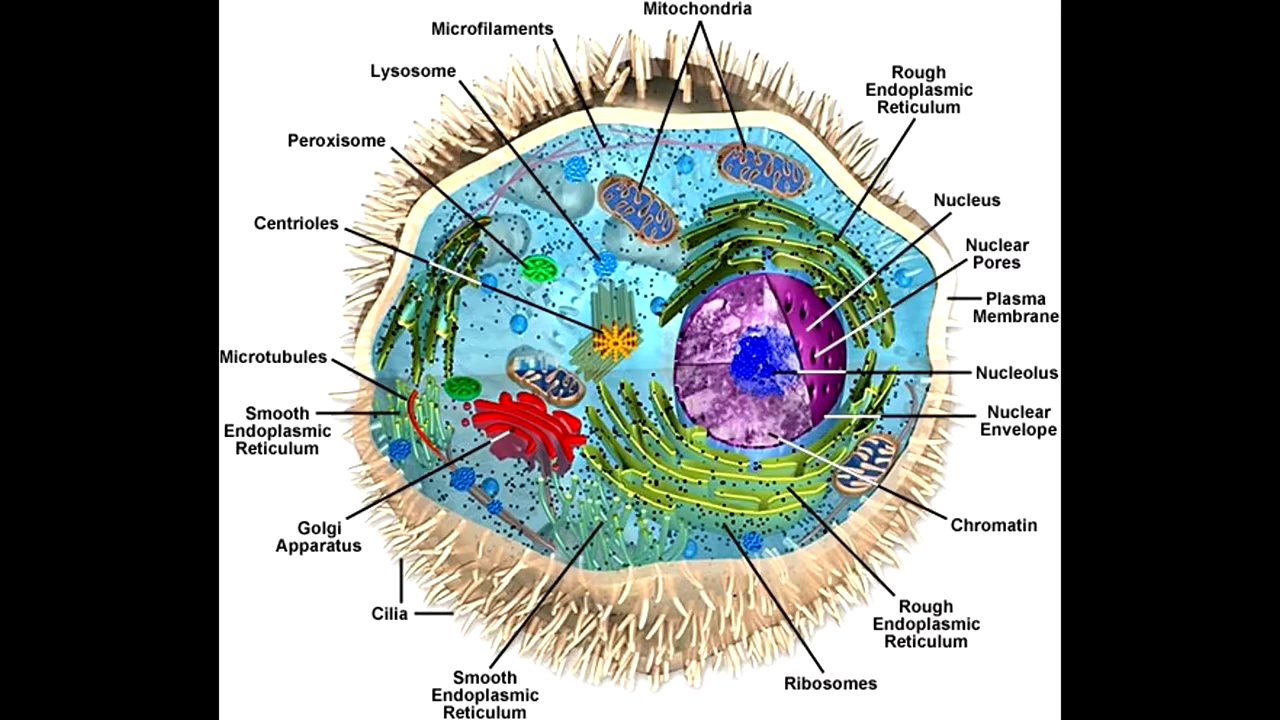 Mitochondria
Microfilaments
Lysosome
Rough
Endoplasmic
Reticulum
Peroxisome
Nucleus
Centrioles
Nuclear
Pores
Plasma
Membrane
Microtubules
Nucleolus
Smooth
Endoplasmic
Reticulum
Nuclear
Envelope
Golgi
Apparatus
Chromatin
Cilia
Rough
Endoplasmic
Reticulum
Smooth
Endoplasmic
Reticulum
Ribosomes